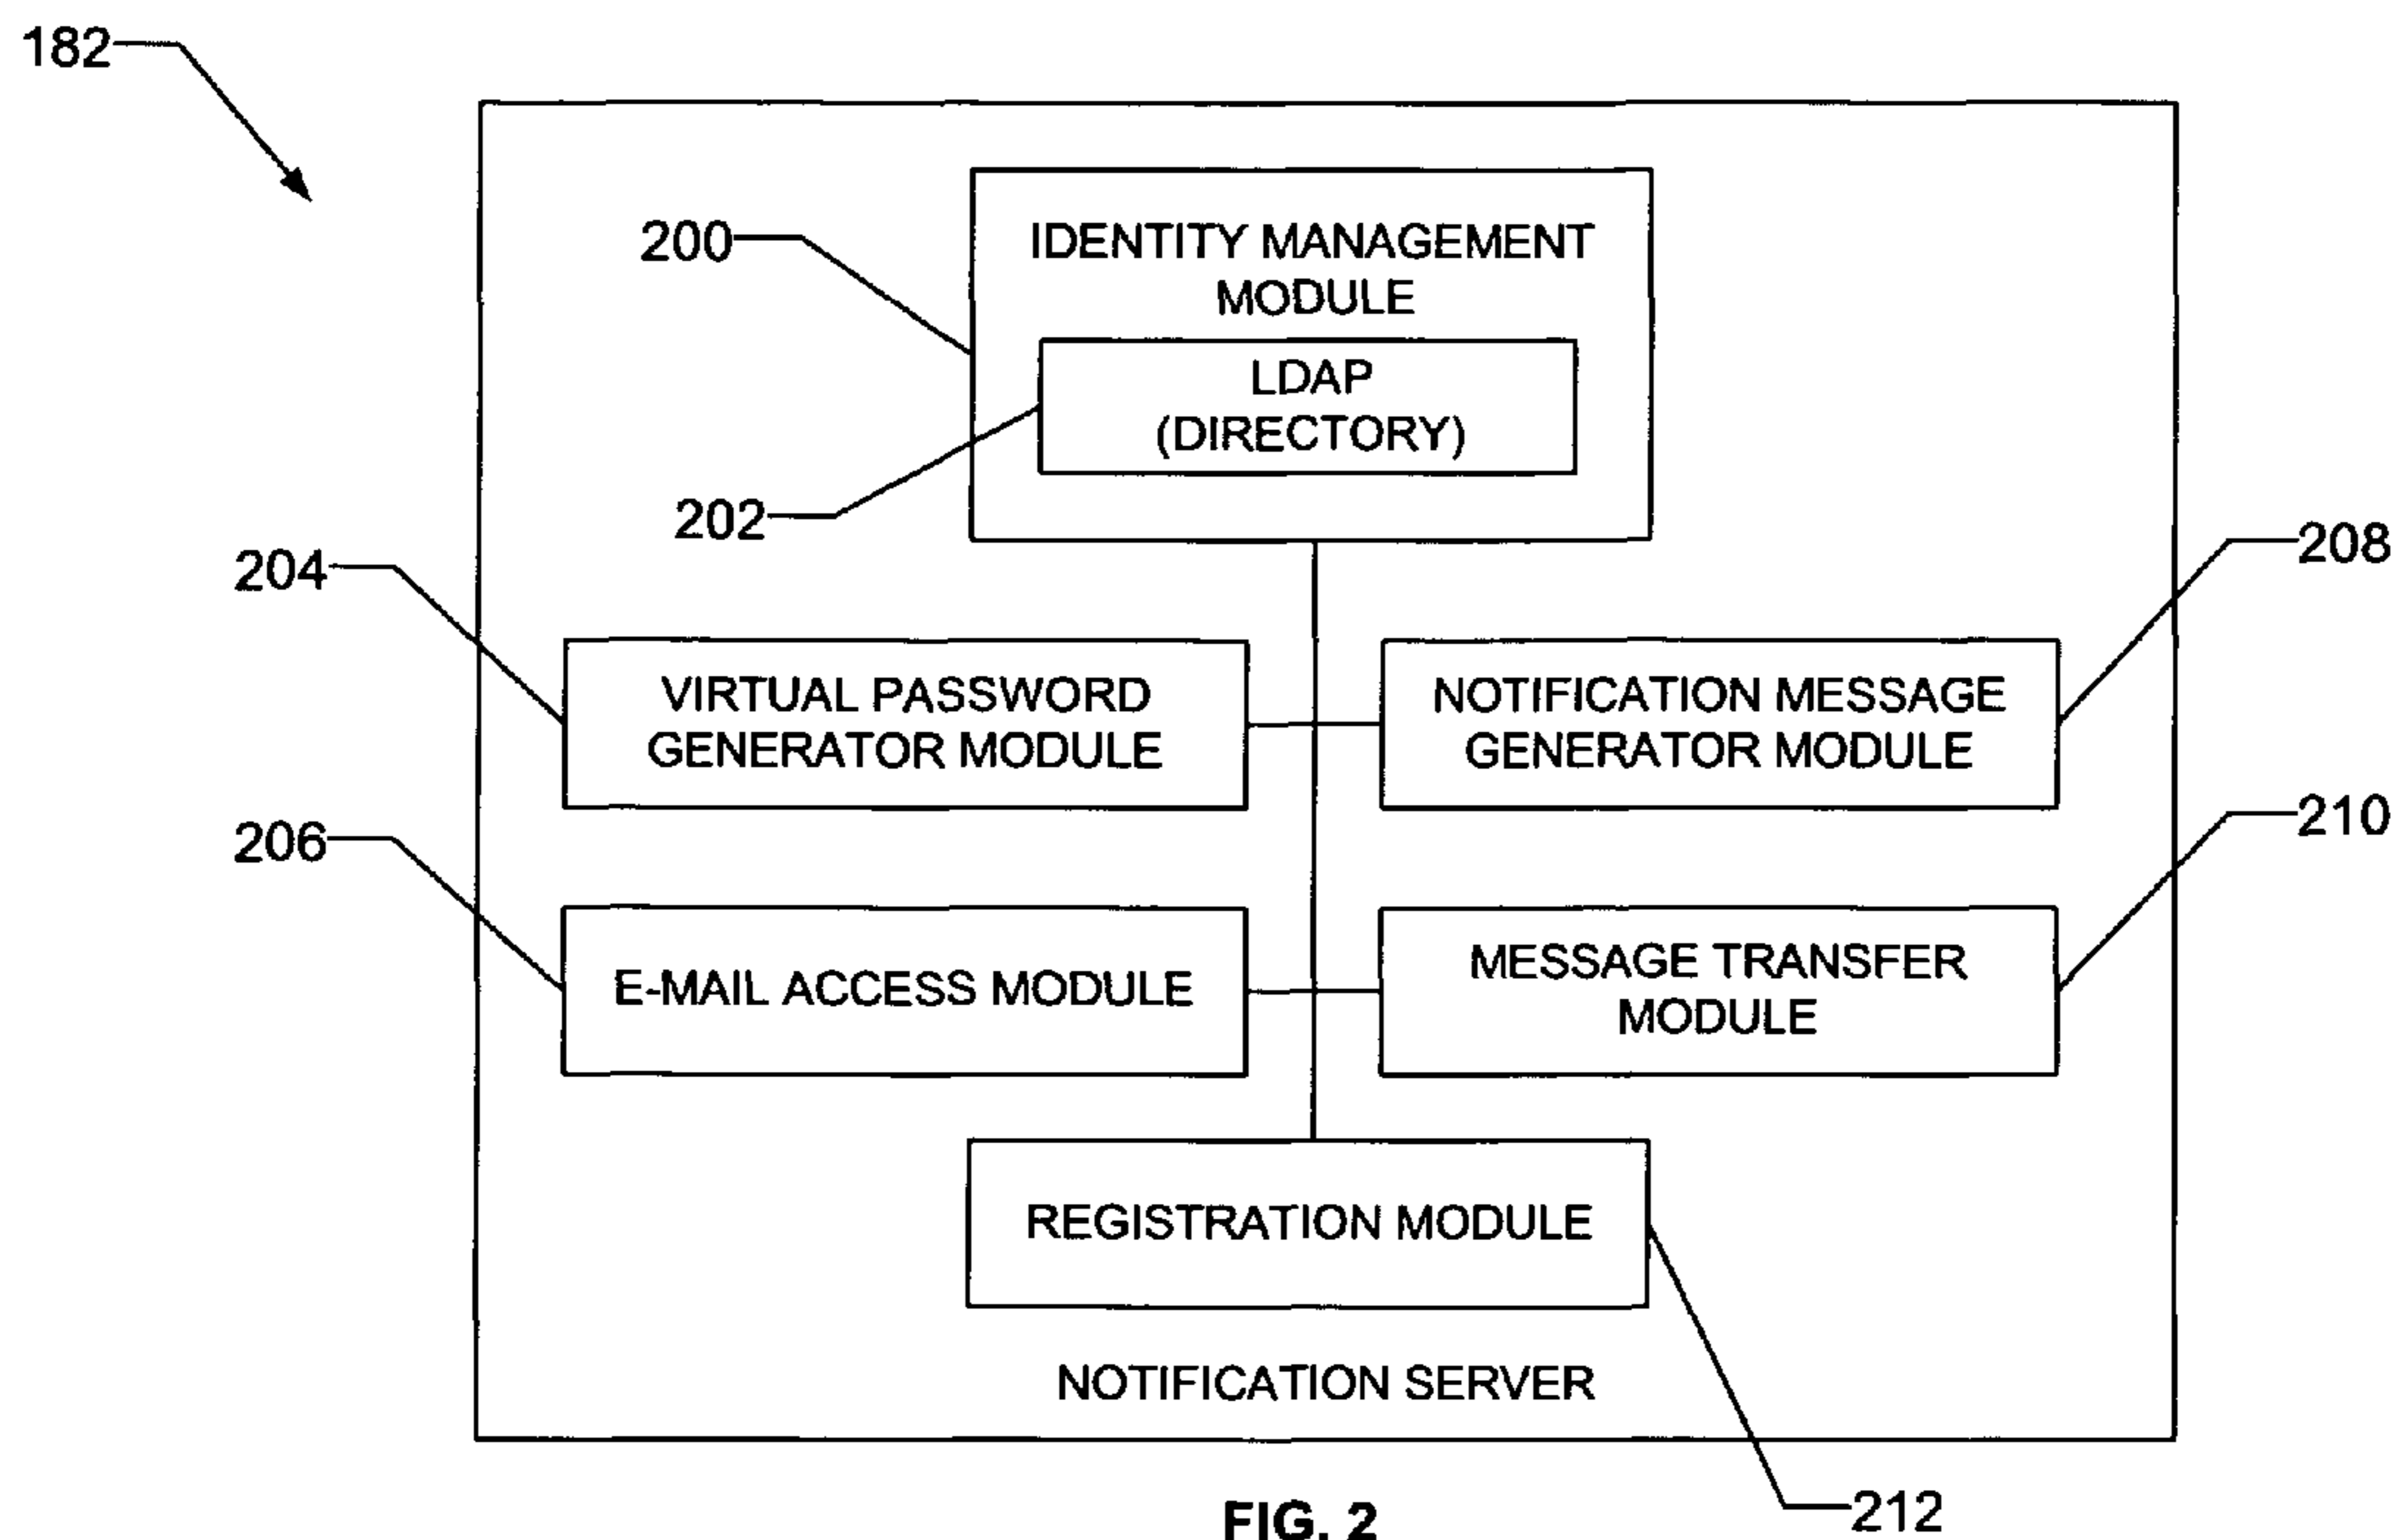 182
200
IDENTITY MANAGEMENT
MODULE
LDAP
(DIRECTORY)
202
204
208
VIRTUAL PASSWORD
GENERATOR MODULE
NOTIFICATION MESSAGE
GENERATOR MODULE
206
210
E-MAIL ACCESS MODULE
MESSAGE TRANSFER
MODULE
REGISTRATION MODULE
NOTIFICATION SERVER
212
FIG. 2